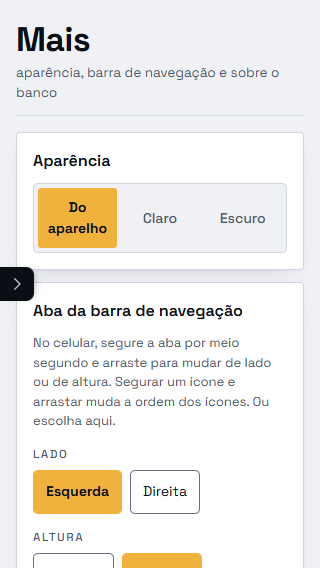 Mais
aparência, barra de navegação e sobre o
banco
Aparência
Do
aparelho
Claro
Escuro
Aba da barra de navegação
No celular, segure a aba por meio
segundo e arraste para mudar de lado
ou de altura. Segurar um ícone e
arrastar muda a ordem dos ícones. Ou
escolha aqui.
LADO
Esquerda
Direita
ALTURA